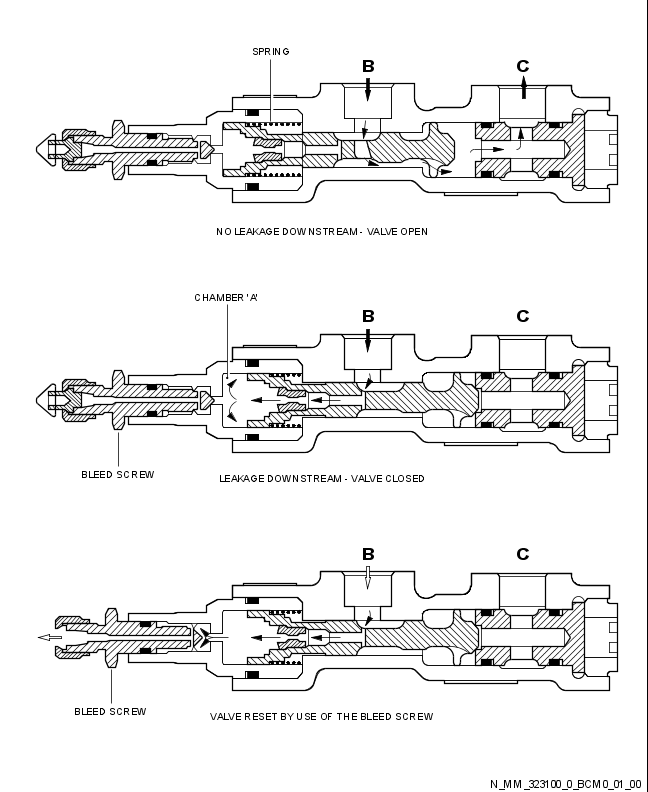 SPRING
B
C
NO LEAKAGE DOWNSTREAM - VALVE OPEN
CHAMBER 'A'
B
C
BLEED SCREW
LEAKAGE DOWNSTREAM - VALVE CLOSED
B
C
BLEED SCREW
VALVE RESET BY USE OF THE BLEED SCREW
N_MM_323100_0_BCM0_01_00